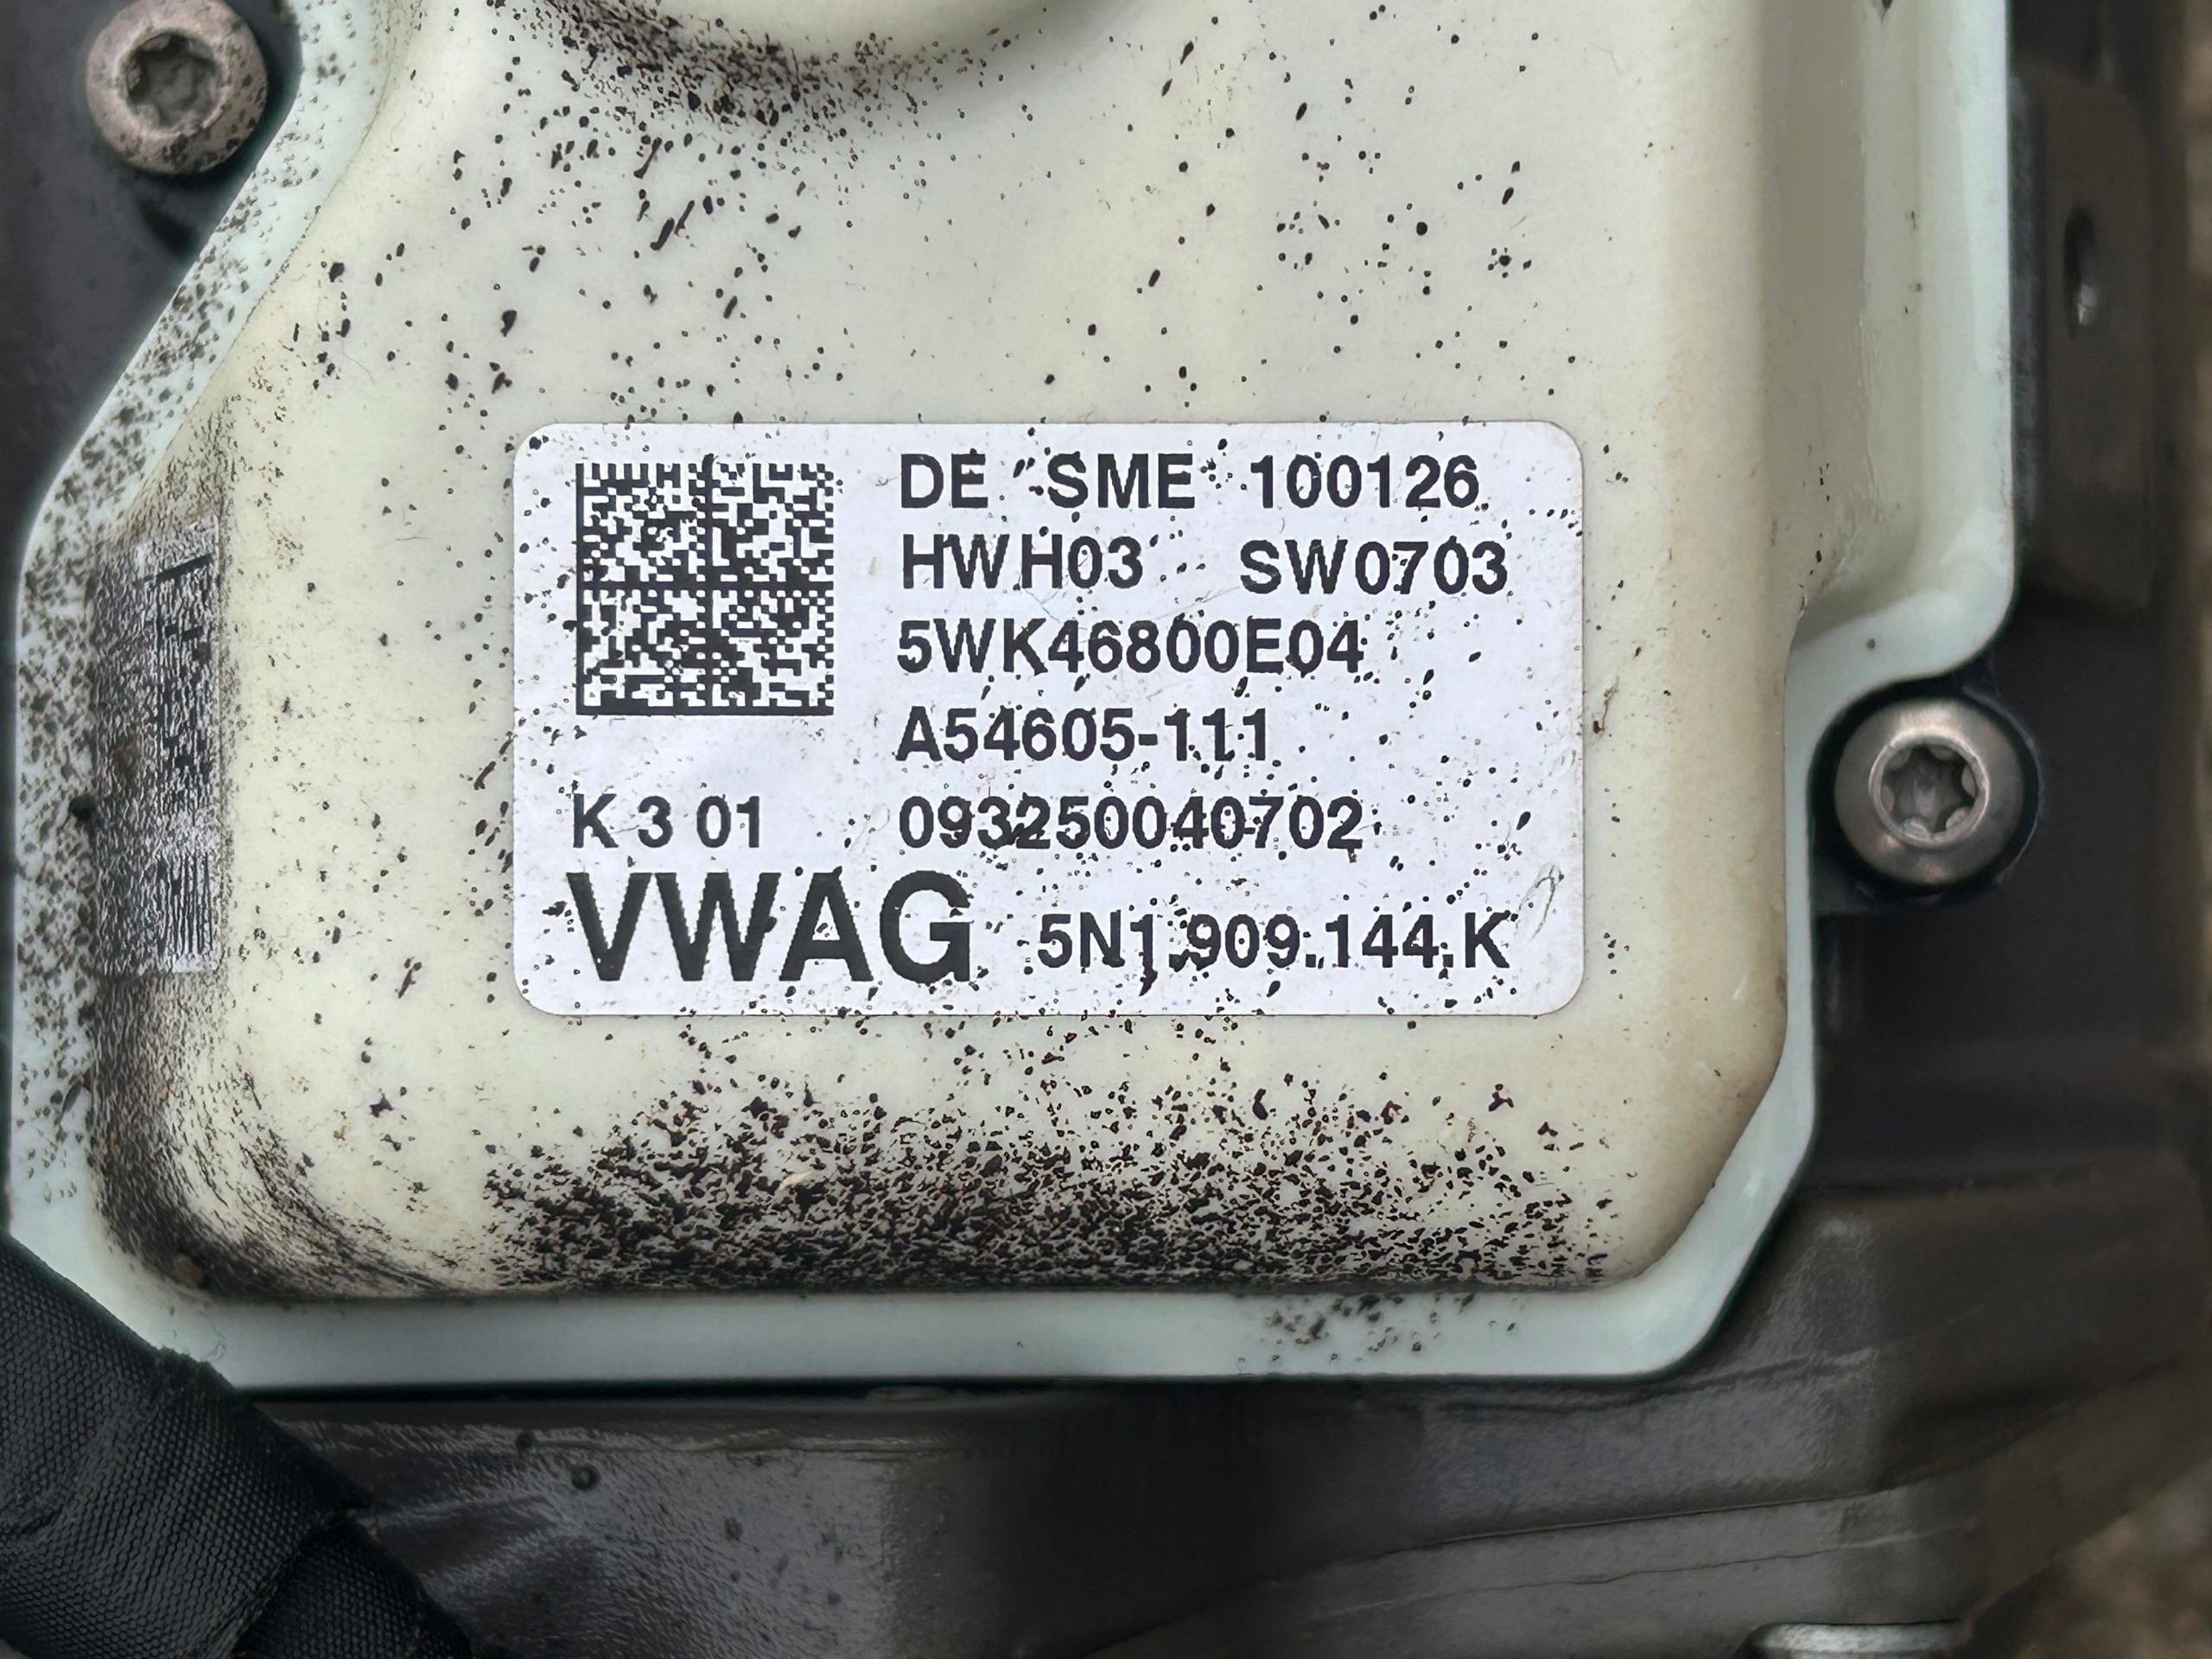 DE SME 100126
HWH03 SW0703
5WK46800E04
A54605-111
K 3 01 093250040702
VWAG 5N1.909.144.K